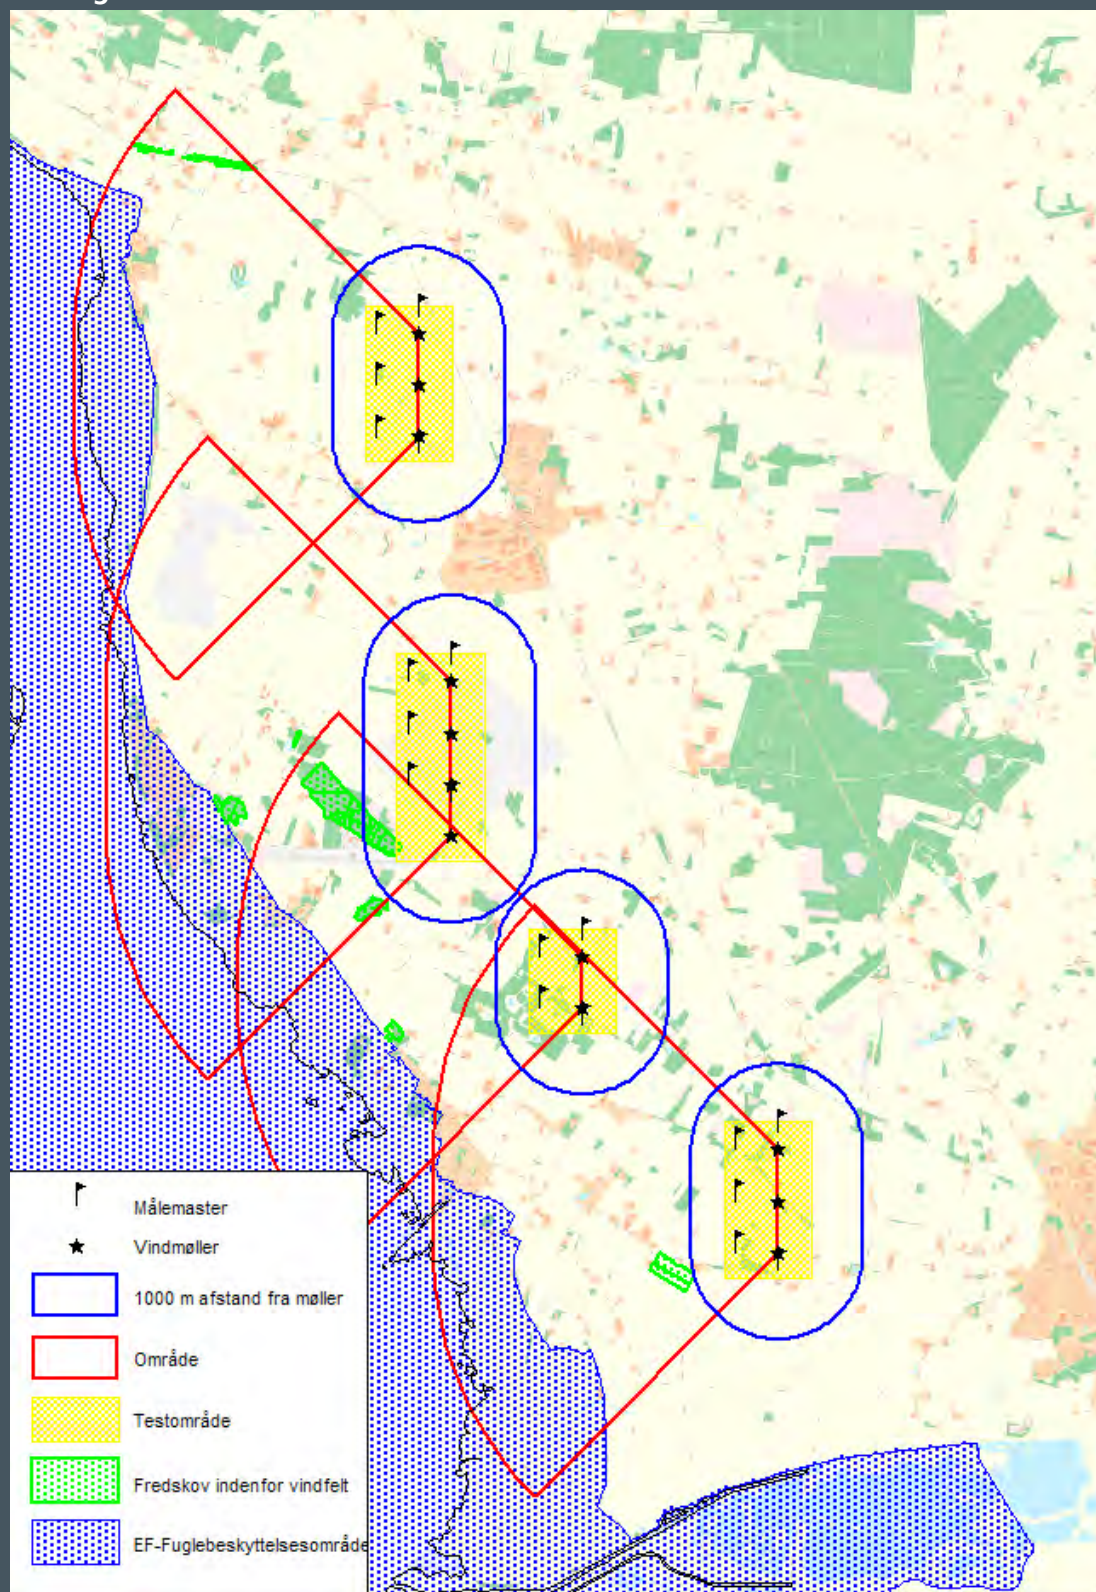 Målemaster
Vindmøller
1000 m afstand fra møller
Område
Testområde
Fredskov indenfor vindfelt
EF-Fuglebeskyttelsesområde